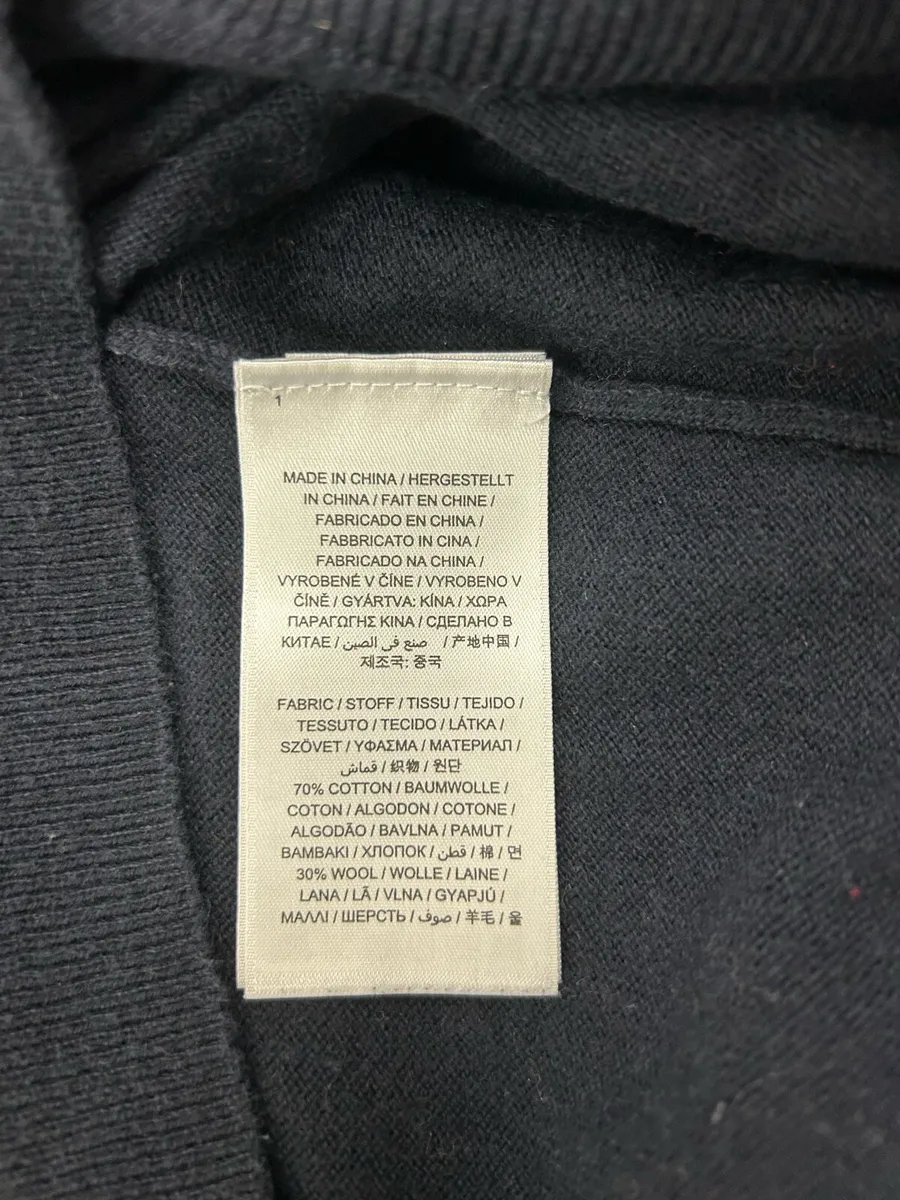 1
MADE IN CHINA / HERGESTELLT
IN CHINA / FAIT EN CHINE /
FABRICADO EN CHINA /
FABBRICATO IN CINA /
FABRICADO NA CHINA /
VYROBENÉ V ČÍNE / VYROBENO V
ČÍNĚ / GYÁRTVA: KÍNA / ΧΩΡΑ
ΠΑΡΑΓΩΓΗΣ ΚΙΝΑ / СДЕЛАНО В
КИТАЕ / صنع في الصين / 产地中国 /
제조국: 중국
FABRIC / STOFF / TISSU / TEJIDO /
TESSUTO / TECIDO / LÁTKA /
SZÖVET / ΥΦΑΣΜΑ / МАТЕРИАЛ /
قماش / 織物 / 원단
70% COTTON / BAUMWOLLE /
COTON / ALGODON / COTONE /
ALGODÃO / BAVLNA / PAMUT /
ΒΑΜΒΑΚΙ / ХЛОПОК / قطن / 棉 / 면
30% WOOL / WOLLE / LAINE /
LANA / LÃ / VLNA / GYAPJÚ /
ΜΑΛΛΙ / ШЕРСТЬ / صوف / 羊毛 / 울